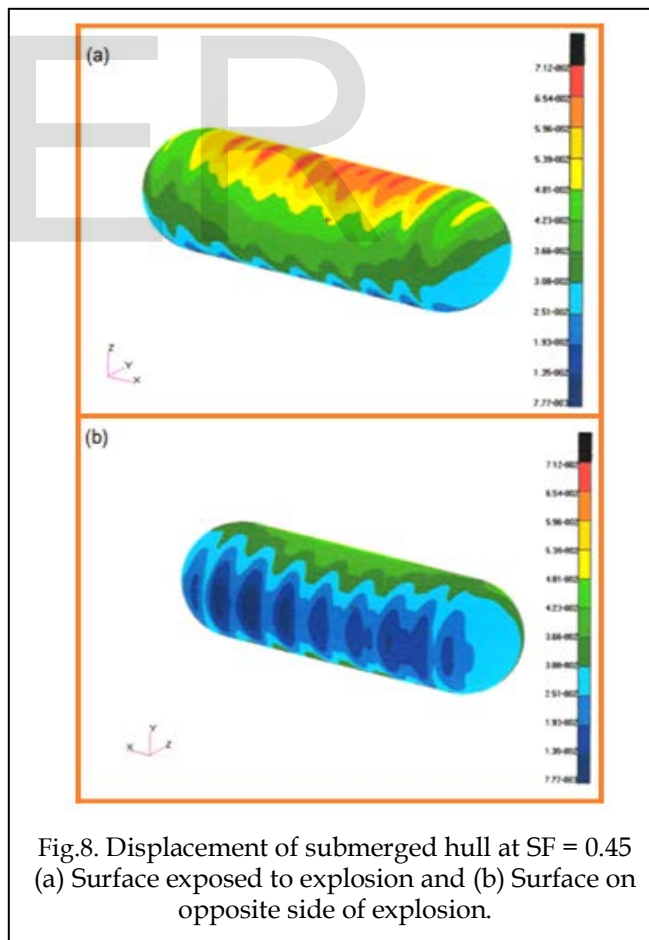 ER
(a)
7.12-002
6.54-002
5.96-002
5.39-002
4.81-002
4.23-002
3.66-002
3.08-002
2.51-002
1.93-002
1.35-002
7.77-003
Z
Y
X
(b)
7.12-002
6.54-002
5.96-002
5.39-002
4.81-002
4.23-002
3.66-002
3.08-002
2.51-002
1.93-002
1.35-002
7.77-003
Y
X
Z
Fig.8. Displacement of submerged hull at SF = 0.45
(a) Surface exposed to explosion and (b) Surface on
opposite side of explosion.